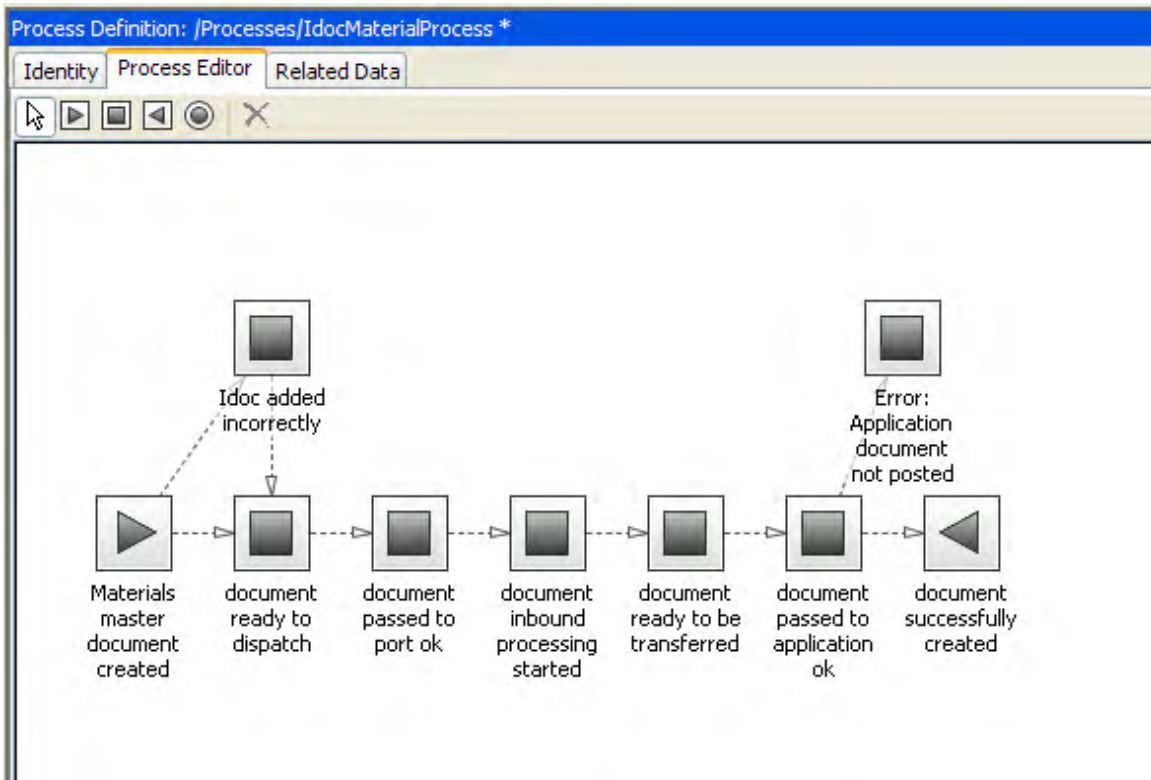 Process Definition: /Processes/IdocMaterialProcess *
Identity
Process Editor
Related Data
Idoc added
incorrectly
Error:
Application
document
not posted
Materials
master
document
created
document
ready to
dispatch
document
passed to
port ok
document
inbound
processing
started
document
ready to be
transferred
document
passed to
application
ok
document
successfully
created